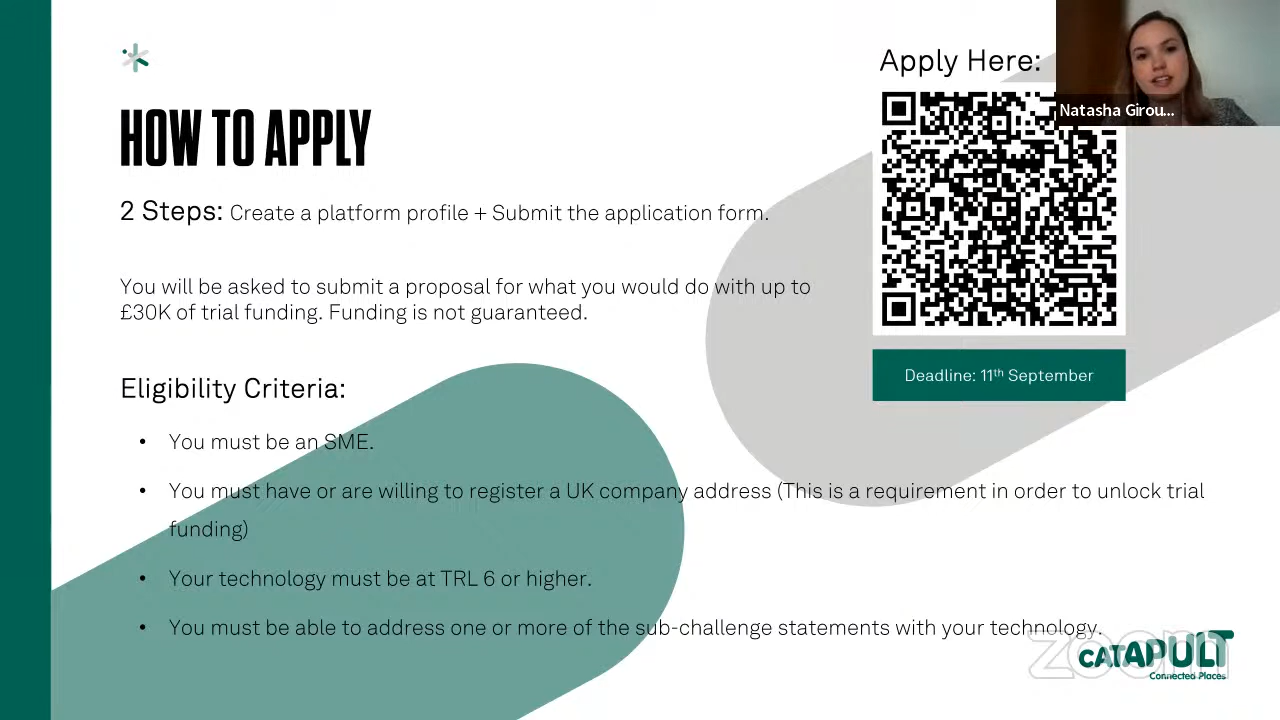 Apply Here:
Natasha Girou...
HOW TO APPLY
2 Steps: Create a platform profile + Submit the application form.
You will be asked to submit a proposal for what you would do with up to
£30K of trial funding. Funding is not guaranteed.
Deadline: 11th September
Eligibility Criteria:
• You must be an SME.
• You must have or are willing to register a UK company address (This is a requirement in order to unlock trial
funding)
• Your technology must be at TRL 6 or higher.
• You must be able to address one or more of the sub-challenge statements with your technology.
zoom
CATAPULT
Connected Places